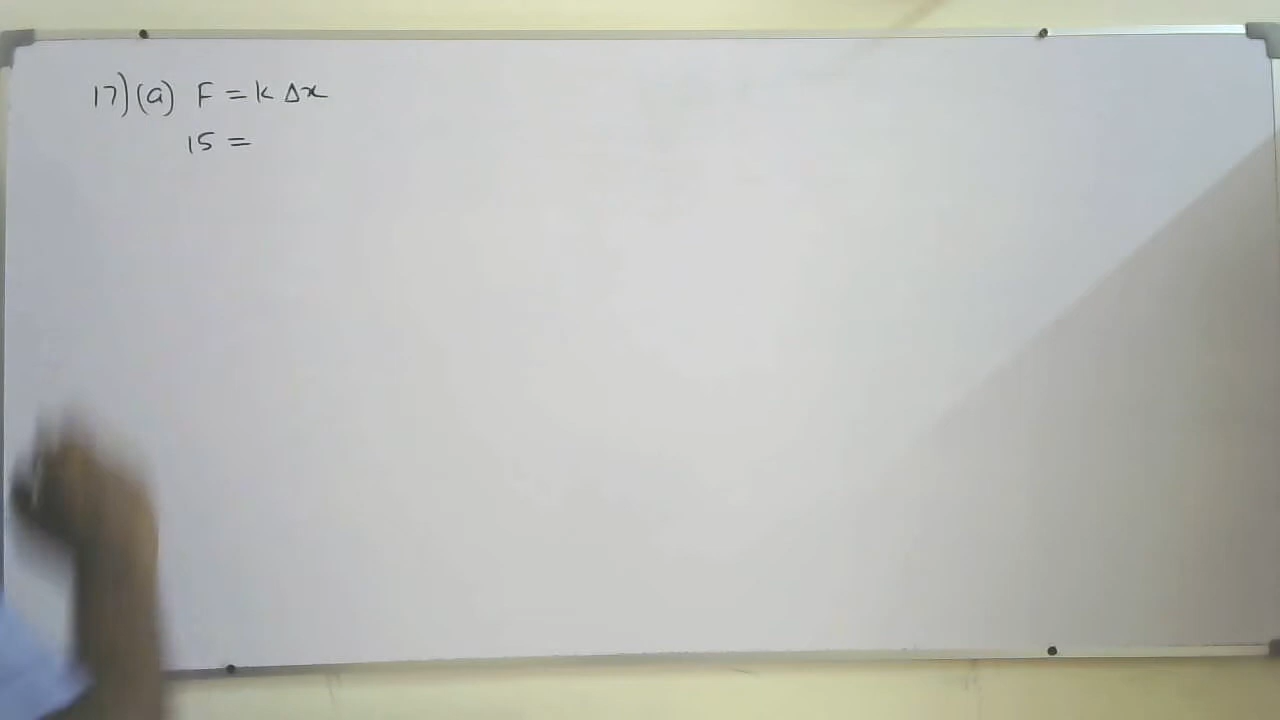 17)(a) F = k Δx
15 =